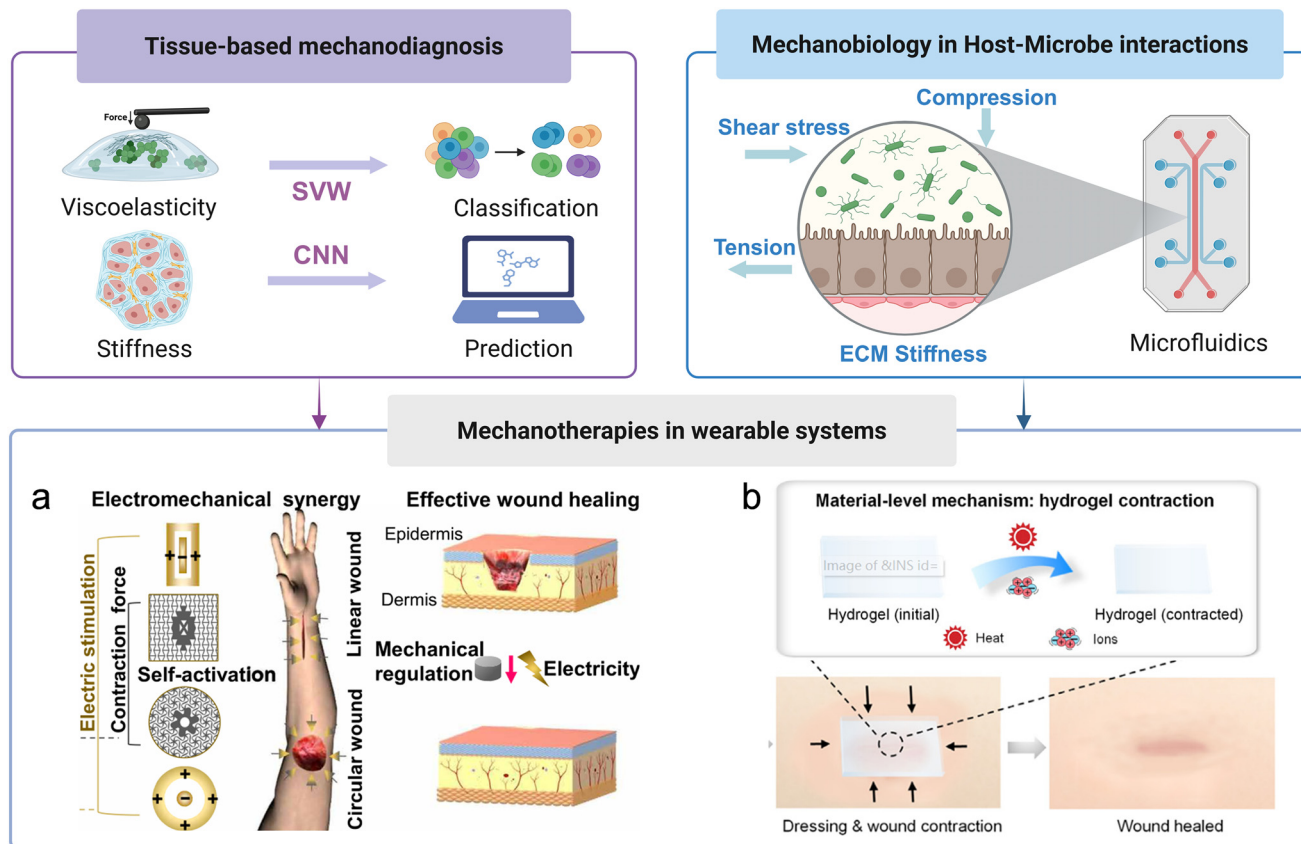 Tissue-based mechanodiagnosis
Force
Viscoelasticity
SVW
Classification
CNN
Stiffness
Prediction
Mechanobiology in Host-Microbe interactions
Compression
Shear stress
Tension
ECM Stiffness
Microfluidics
Mechanotherapies in wearable systems
a
Electromechanical synergy
Effective wound healing
Electric stimulation
Contraction force
Self-activation
Linear wound
Circular wound
Epidermis
Dermis
Mechanical
regulation
Electricity
b
Material-level mechanism: hydrogel contraction
Image of &INS id=
Hydrogel (initial)
Hydrogel (contracted)
Heat
Ions
Dressing & wound contraction
Wound healed